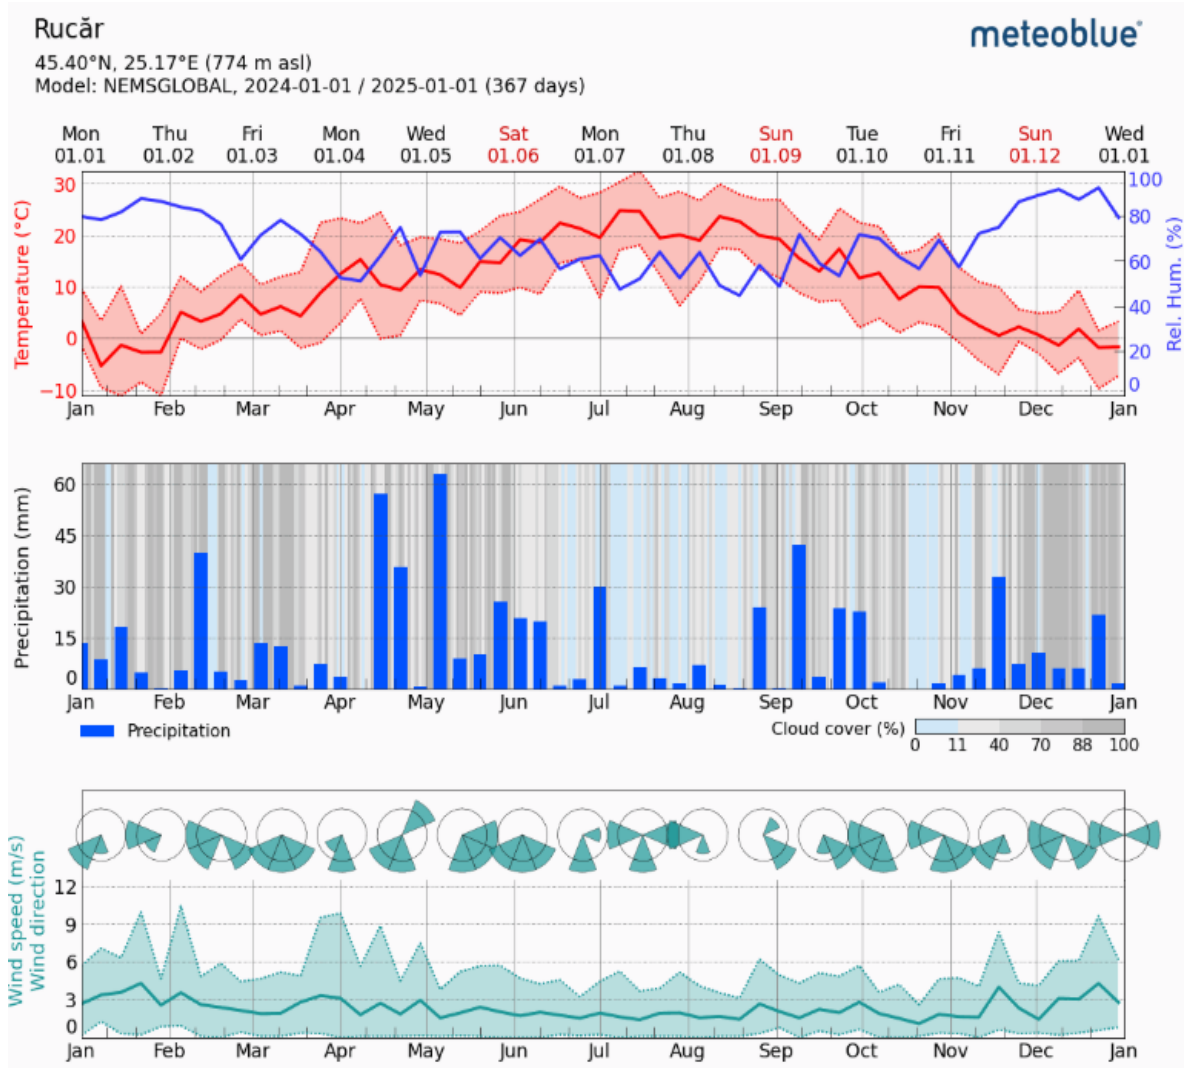 Rucăr
meteoblue
45.40°N, 25.17°E (774 m asl)
Model: NEMSGLOBAL, 2024-01-01 / 2025-01-01 (367 days)
Mon Thu Fri Mon Wed Sat Mon Thu Sun Tue Fri Sun Wed
01.01 01.02 01.03 01.04 01.05 01.06 01.07 01.08 01.09 01.10 01.11 01.12 01.01
Temperature (°C)
30
20
10
0
−10
100
80
60
40
20
0
Rel. Hum. (%)
Jan Feb Mar Apr May Jun Jul Aug Sep Oct Nov Dec Jan
Precipitation (mm)
60
45
30
15
0
Jan Feb Mar Apr May Jun Jul Aug Sep Oct Nov Dec Jan
Precipitation
Cloud cover (%)
0 11 40 70 88 100
Wind speed (m/s)
Wind direction
12
9
6
3
0
Jan Feb Mar Apr May Jun Jul Aug Sep Oct Nov Dec Jan